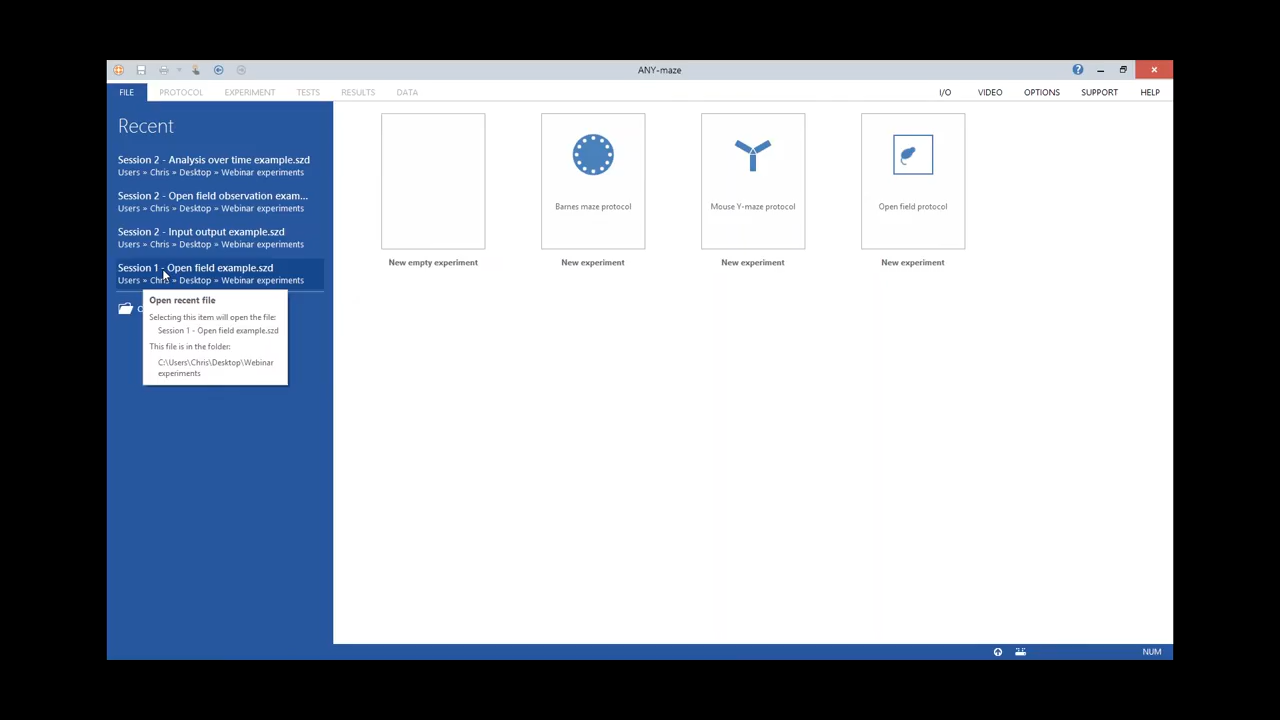 ANY-maze
FILE PROTOCOL EXPERIMENT TESTS RESULTS DATA I/O VIDEO OPTIONS SUPPORT HELP
Recent
Session 2 - Analysis over time example.szd
Users » Chris » Desktop » Webinar experiments
Session 2 - Open field observation exam...
Users » Chris » Desktop » Webinar experiments
Session 2 - Input output example.szd
Users » Chris » Desktop » Webinar experiments
Session 1 - Open field example.szd
Users » Chris » Desktop » Webinar experiments
Open recent file
Selecting this item will open the file:
Session 1 - Open field example.szd
This file is in the folder:
C:\Users\Chris\Desktop\Webinar
experiments
Barnes maze protocol
Mouse Y-maze protocol
Open field protocol
New empty experiment
New experiment
New experiment
New experiment
NUM